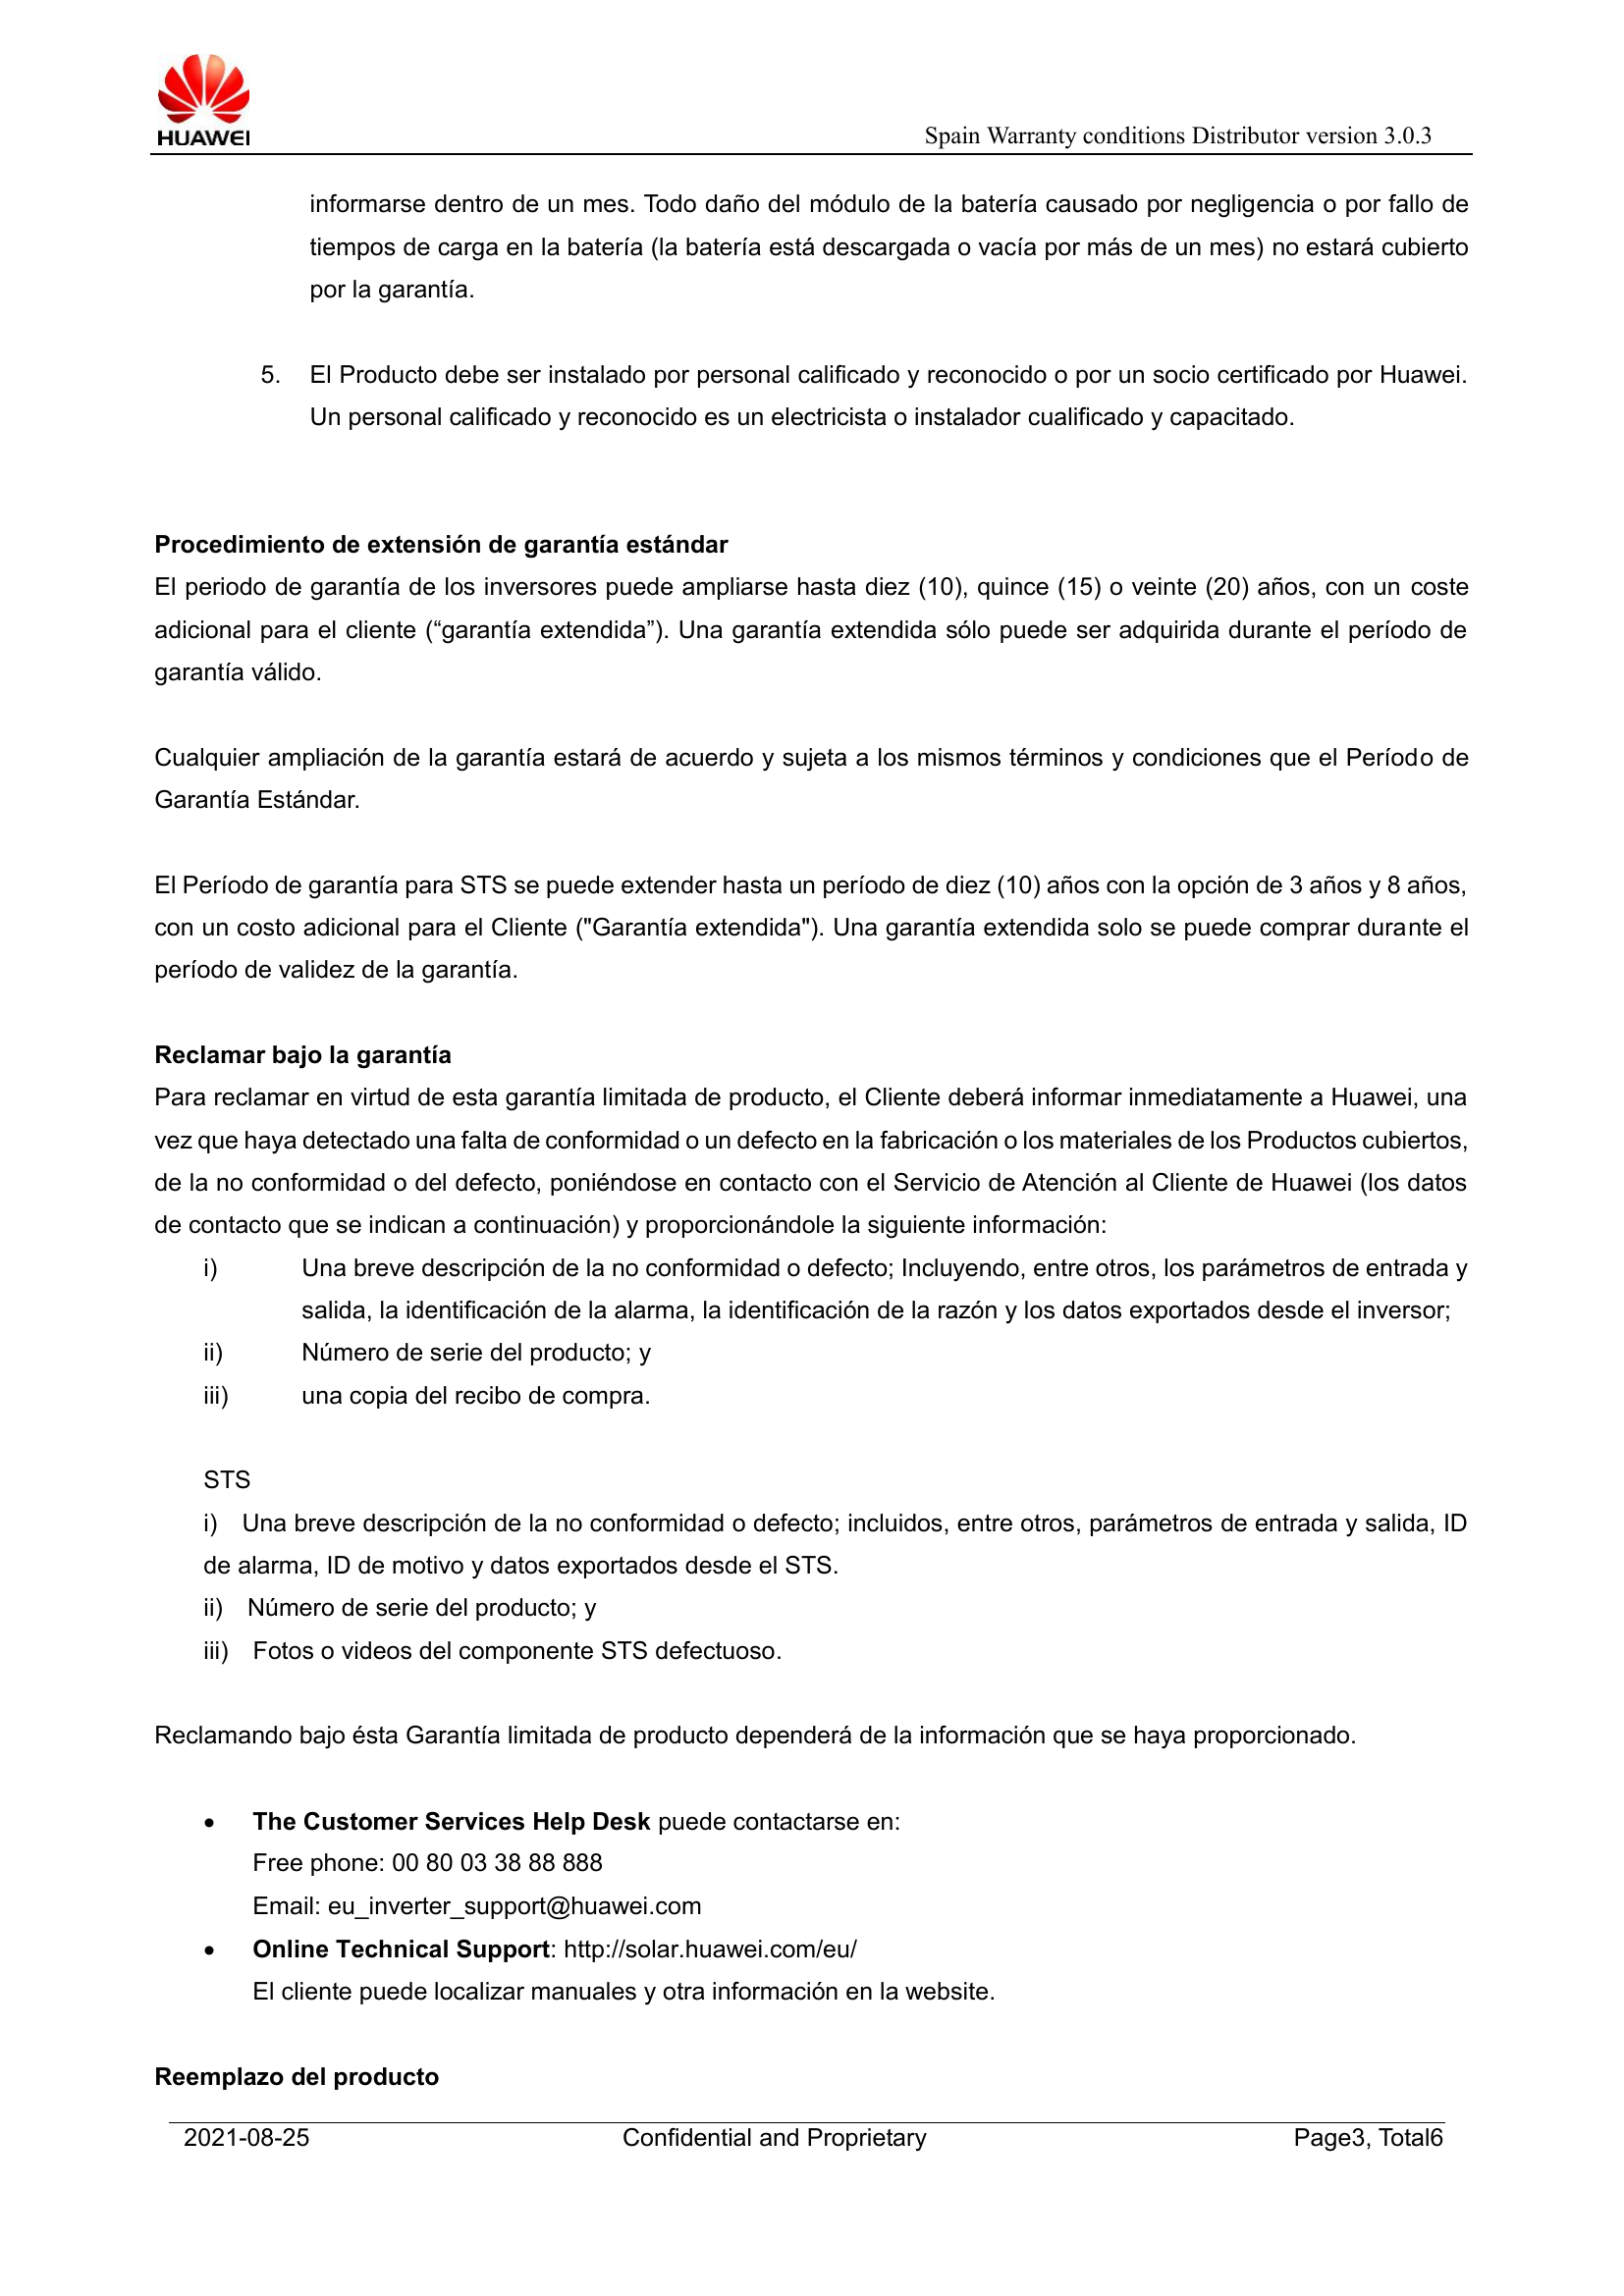 HUAWEI
Spain Warranty conditions Distributor version 3.0.3
informarse dentro de un mes. Todo daño del módulo de la batería causado por negligencia o por fallo de
tiempos de carga en la batería (la batería está descargada o vacía por más de un mes) no estará cubierto
por la garantía.
5. El Producto debe ser instalado por personal calificado y reconocido o por un socio certificado por Huawei.
Un personal calificado y reconocido es un electricista o instalador cualificado y capacitado.
Procedimiento de extensión de garantía estándar
El periodo de garantía de los inversores puede ampliarse hasta diez (10), quince (15) o veinte (20) años, con un coste
adicional para el cliente (“garantía extendida”). Una garantía extendida sólo puede ser adquirida durante el período de
garantía válido.
Cualquier ampliación de la garantía estará de acuerdo y sujeta a los mismos términos y condiciones que el Período de
Garantía Estándar.
El Período de garantía para STS se puede extender hasta un período de diez (10) años con la opción de 3 años y 8 años,
con un costo adicional para el Cliente ("Garantía extendida"). Una garantía extendida solo se puede comprar durante el
período de validez de la garantía.
Reclamar bajo la garantía
Para reclamar en virtud de esta garantía limitada de producto, el Cliente deberá informar inmediatamente a Huawei, una
vez que haya detectado una falta de conformidad o un defecto en la fabricación o los materiales de los Productos cubiertos,
de la no conformidad o del defecto, poniéndose en contacto con el Servicio de Atención al Cliente de Huawei (los datos
de contacto que se indican a continuación) y proporcionándole la siguiente información:
i) Una breve descripción de la no conformidad o defecto; Incluyendo, entre otros, los parámetros de entrada y
salida, la identificación de la alarma, la identificación de la razón y los datos exportados desde el inversor;
ii) Número de serie del producto; y
iii) una copia del recibo de compra.
STS
i) Una breve descripción de la no conformidad o defecto; incluidos, entre otros, parámetros de entrada y salida, ID
de alarma, ID de motivo y datos exportados desde el STS.
ii) Número de serie del producto; y
iii) Fotos o videos del componente STS defectuoso.
Reclamando bajo ésta Garantía limitada de producto dependerá de la información que se haya proporcionado.
• The Customer Services Help Desk puede contactarse en:
Free phone: 00 80 03 38 88 888
Email: eu_inverter_support@huawei.com
• Online Technical Support: http://solar.huawei.com/eu/
El cliente puede localizar manuales y otra información en la website.
Reemplazo del producto
2021-08-25 Confidential and Proprietary Page3, Total6